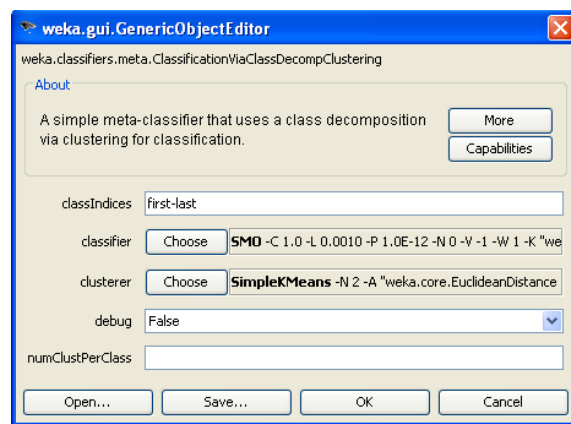 weka.gui.GenericObjectEditor
weka.classifiers.meta.ClassificationViaClassDecompClustering
About
A simple meta-classifier that uses a class decomposition
via clustering for classification.
More
Capabilities
classIndices first-last
classifier Choose SMO -C 1.0 -L 0.0010 -P 1.0E-12 -N 0 -V -1 -W 1 -K "we
clusterer Choose SimpleKMeans -N 2 -A "weka.core.EuclideanDistance
debug False
numClustPerClass
Open... Save... OK Cancel